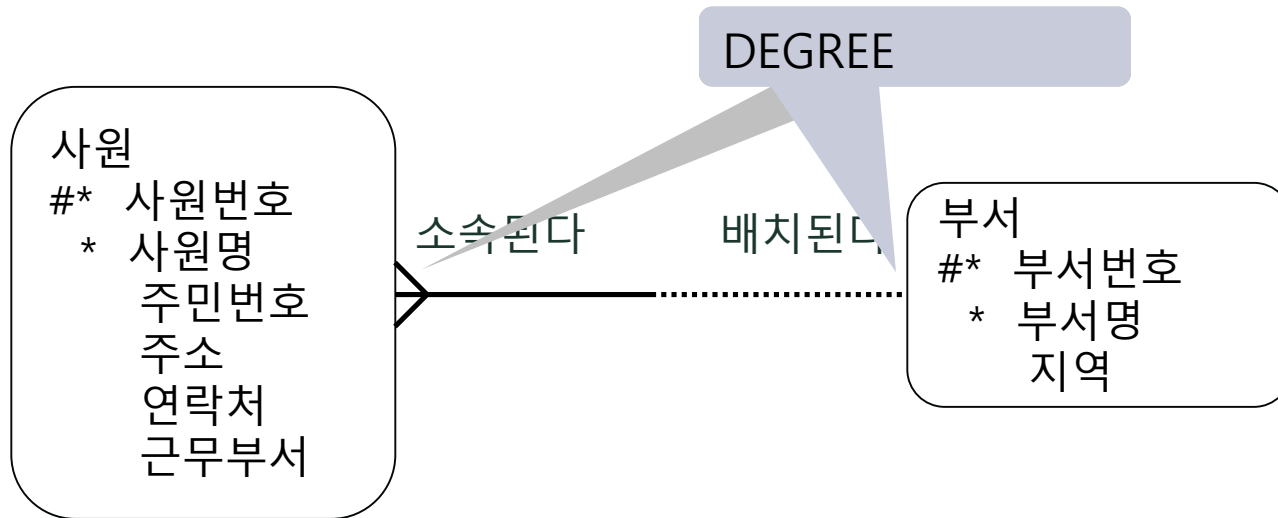 DEGREE
사원
#* 사원번호
* 사원명
주민번호
주소
연락처
근무부서
소속된다
배치된다
부서
#* 부서번호
* 부서명
지역